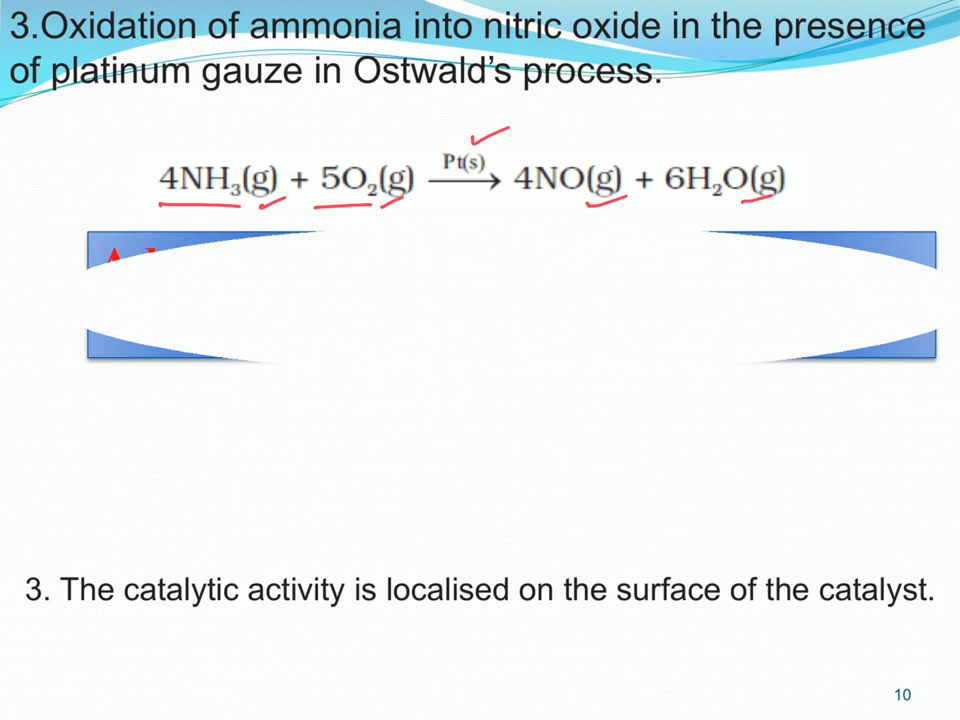 3.Oxidation of ammonia into nitric oxide in the presence
of platinum gauze in Ostwald’s process.
4NH₃(g) + 5O₂(g) —Pt(s)→ 4NO(g) + 6H₂O(g)
3. The catalytic activity is localised on the surface of the catalyst.
10